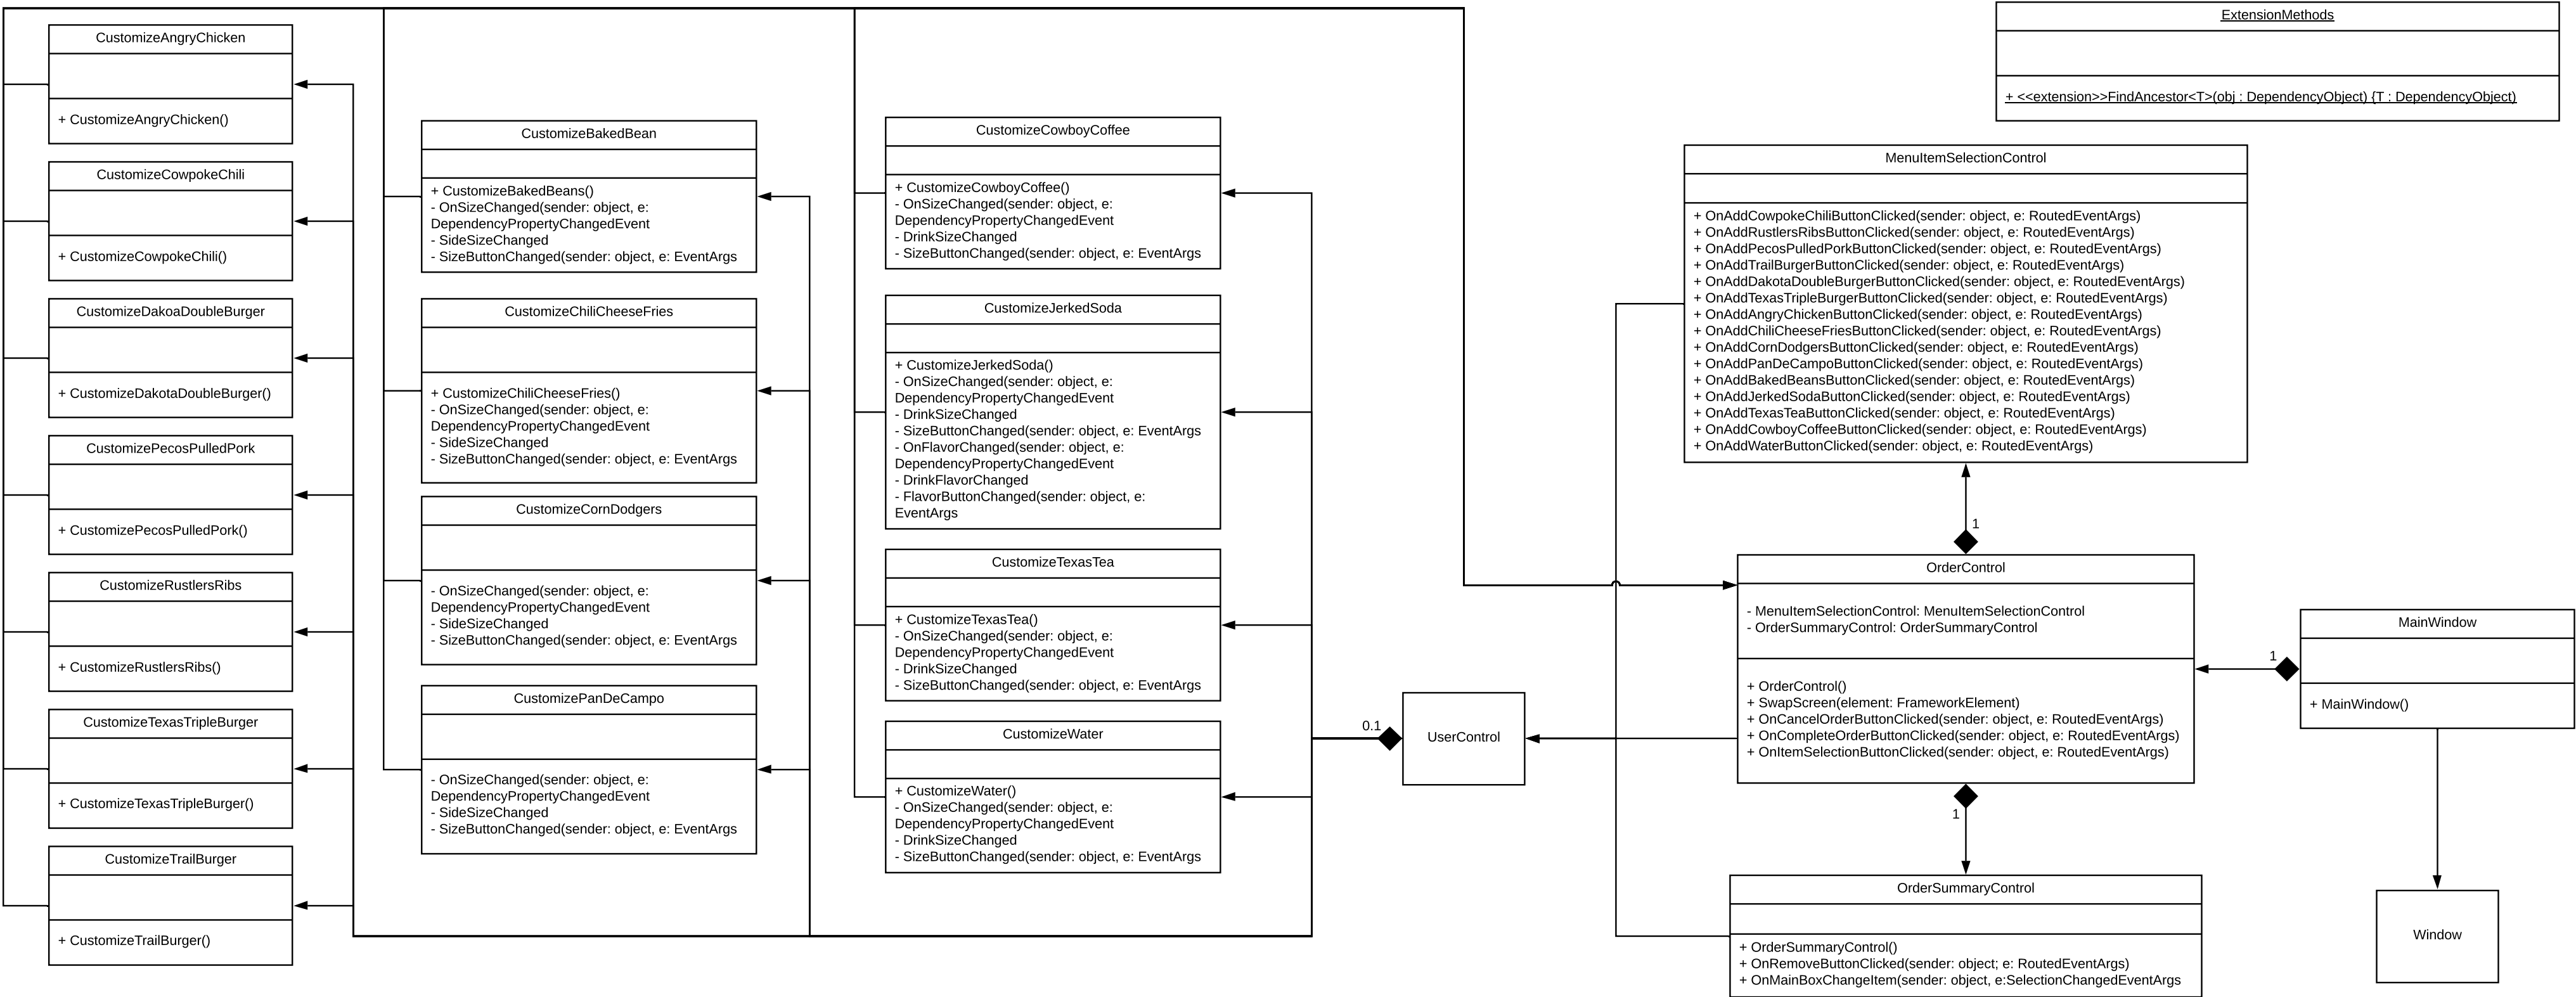 CustomizeAngryChicken
+ CustomizeAngryChicken()
CustomizeCowpokeChili
+ CustomizeCowpokeChili()
CustomizeDakoaDoubleBurger
+ CustomizeDakotaDoubleBurger()
CustomizePecosPulledPork
+ CustomizePecosPulledPork()
CustomizeRustlersRibs
+ CustomizeRustlersRibs()
CustomizeTexasTripleBurger
+ CustomizeTexasTripleBurger()
CustomizeTrailBurger
+ CustomizeTrailBurger()
CustomizeBakedBean
+ CustomizeBakedBeans()
- OnSizeChanged(sender: object, e:
DependencyPropertyChangedEvent
- SideSizeChanged
- SizeButtonChanged(sender: object, e: EventArgs
CustomizeChiliCheeseFries
+ CustomizeChiliCheeseFries()
- OnSizeChanged(sender: object, e:
DependencyPropertyChangedEvent
- SideSizeChanged
- SizeButtonChanged(sender: object, e: EventArgs
CustomizeCornDodgers
- OnSizeChanged(sender: object, e:
DependencyPropertyChangedEvent
- SideSizeChanged
- SizeButtonChanged(sender: object, e: EventArgs
CustomizePanDeCampo
- OnSizeChanged(sender: object, e:
DependencyPropertyChangedEvent
- SideSizeChanged
- SizeButtonChanged(sender: object, e: EventArgs
CustomizeCowboyCoffee
+ CustomizeCowboyCoffee()
- OnSizeChanged(sender: object, e:
DependencyPropertyChangedEvent
- DrinkSizeChanged
- SizeButtonChanged(sender: object, e: EventArgs
CustomizeJerkedSoda
+ CustomizeJerkedSoda()
- OnSizeChanged(sender: object, e:
DependencyPropertyChangedEvent
- DrinkSizeChanged
- SizeButtonChanged(sender: object, e: EventArgs
- OnFlavorChanged(sender: object, e:
DependencyPropertyChangedEvent
- DrinkFlavorChanged
- FlavorButtonChanged(sender: object, e:
EventArgs
CustomizeTexasTea
+ CustomizeTexasTea()
- OnSizeChanged(sender: object, e:
DependencyPropertyChangedEvent
- DrinkSizeChanged
- SizeButtonChanged(sender: object, e: EventArgs
CustomizeWater
+ CustomizeWater()
- OnSizeChanged(sender: object, e:
DependencyPropertyChangedEvent
- DrinkSizeChanged
- SizeButtonChanged(sender: object, e: EventArgs
0.1
UserControl
ExtensionMethods
+ <<extension>>FindAncestor<T>(obj : DependencyObject) {T : DependencyObject)
MenuItemSelectionControl
+ OnAddCowpokeChiliButtonClicked(sender: object, e: RoutedEventArgs)
+ OnAddRustlersRibsButtonClicked(sender: object, e: RoutedEventArgs)
+ OnAddPecosPulledPorkButtonClicked(sender: object, e: RoutedEventArgs)
+ OnAddTrailBurgerButtonClicked(sender: object, e: RoutedEventArgs)
+ OnAddDakotaDoubleBurgerButtonClicked(sender: object, e: RoutedEventArgs)
+ OnAddTexasTripleBurgerButtonClicked(sender: object, e: RoutedEventArgs)
+ OnAddAngryChickenButtonClicked(sender: object, e: RoutedEventArgs)
+ OnAddChiliCheeseFriesButtonClicked(sender: object, e: RoutedEventArgs)
+ OnAddCornDodgersButtonClicked(sender: object, e: RoutedEventArgs)
+ OnAddPanDeCampoButtonClicked(sender: object, e: RoutedEventArgs)
+ OnAddBakedBeansButtonClicked(sender: object, e: RoutedEventArgs)
+ OnAddJerkedSodaButtonClicked(sender: object, e: RoutedEventArgs)
+ OnAddTexasTeaButtonClicked(sender: object, e: RoutedEventArgs)
+ OnAddCowboyCoffeeButtonClicked(sender: object, e: RoutedEventArgs)
+ OnAddWaterButtonClicked(sender: object, e: RoutedEventArgs)
1
OrderControl
- MenuItemSelectionControl: MenuItemSelectionControl
- OrderSummaryControl: OrderSummaryControl
+ OrderControl()
+ SwapScreen(element: FrameworkElement)
+ OnCancelOrderButtonClicked(sender: object, e: RoutedEventArgs)
+ OnCompleteOrderButtonClicked(sender: object, e: RoutedEventArgs)
+ OnItemSelectionButtonClicked(sender: object, e: RoutedEventArgs)
1
OrderSummaryControl
+ OrderSummaryControl()
+ OnRemoveButtonClicked(sender: object; e: RoutedEventArgs)
+ OnMainBoxChangeItem(sender: object, e:SelectionChangedEventArgs
1
MainWindow
+ MainWindow()
Window